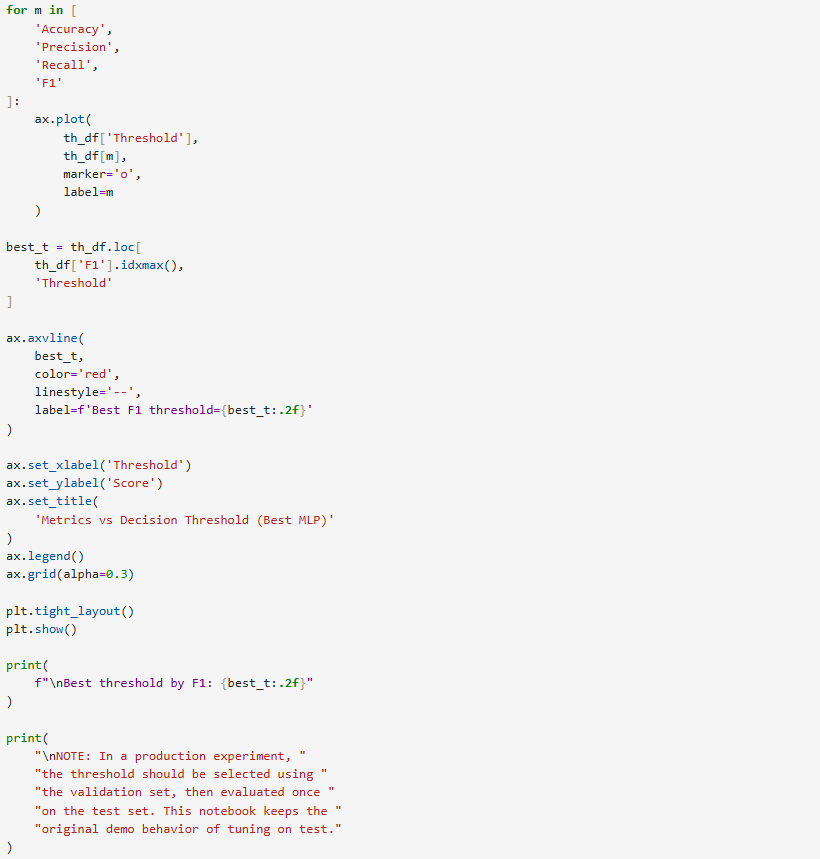 for m in [
    'Accuracy',
    'Precision',
    'Recall',
    'F1'
]:
    ax.plot(
        th_df['Threshold'],
        th_df[m],
        marker='o',
        label=m
    )

best_t = th_df.loc[
    th_df['F1'].idxmax(),
    'Threshold'
]

ax.axvline(
    best_t,
    color='red',
    linestyle='--',
    label=f'Best F1 threshold={best_t:.2f}'
)

ax.set_xlabel('Threshold')
ax.set_ylabel('Score')
ax.set_title(
    'Metrics vs Decision Threshold (Best MLP)'
)
ax.legend()
ax.grid(alpha=0.3)

plt.tight_layout()
plt.show()

print(
    f"\nBest threshold by F1: {best_t:.2f}"
)

print(
    "\nNOTE: In a production experiment, "
    "the threshold should be selected using "
    "the validation set, then evaluated once "
    "on the test set. This notebook keeps the "
    "original demo behavior of tuning on test."
)